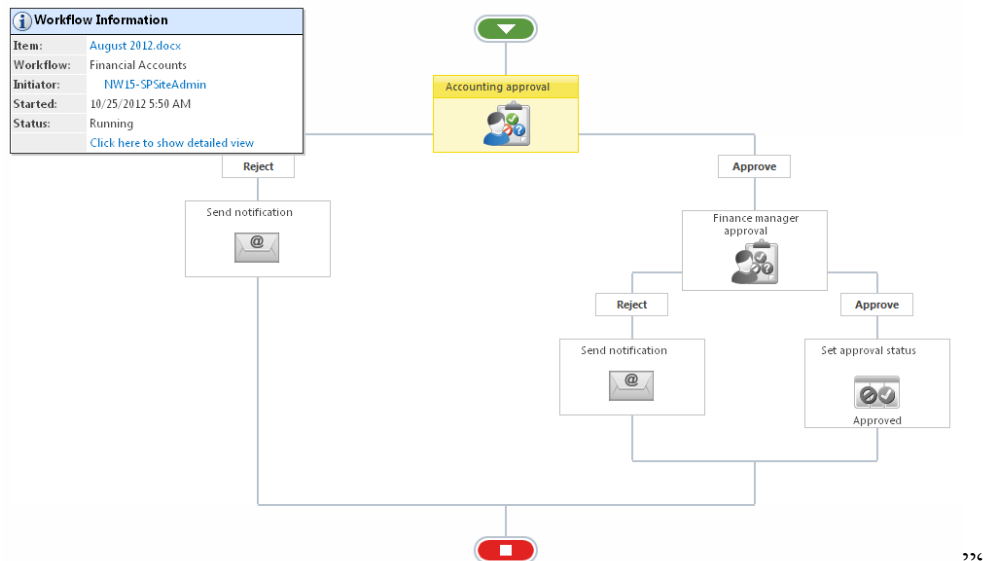 Workflow Information
Item: August 2012.docx
Workflow: Financial Accounts
Initiator: NW15-SPSiteAdmin
Started: 10/25/2012 5:50 AM
Status: Running
Click here to show detailed view
Accounting approval
Reject
Approve
Send notification
Finance manager
approval
Reject
Approve
Send notification
Set approval status
Approved